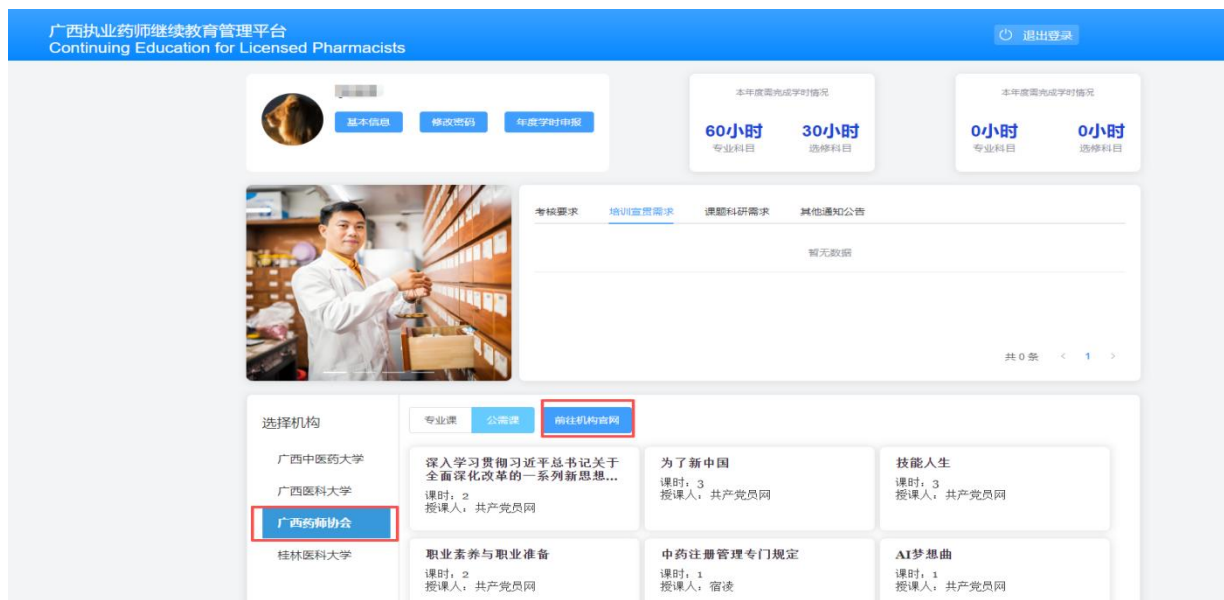 广西执业药师继续教育管理平台
Continuing Education for Licensed Pharmacists
退出登录
基本信息 修改密码 年度学时申报
本年度需完成学时情况
60小时 30小时
专业科目 选修科目
本年度需完成学时情况
0小时 0小时
专业科目 选修科目
考核要求 培训宣贯需求 课题科研需求 其他通知公告
暂无数据
共 0 条 < 1 >
选择机构
广西中医药大学
广西医科大学
广西药师协会
桂林医科大学
专业课 公需课 前往机构官网
深入学习贯彻习近平总书记关于
全面深化改革的一系列新思想...
课时：2
授课人：共产党员网
为了新中国
课时：3
授课人：共产党员网
技能人生
课时：3
授课人：共产党员网
职业素养与职业准备
课时：2
授课人：共产党员网
中药注册管理专门规定
课时：1
授课人：宿凌
AI梦想曲
课时：1
授课人：共产党员网